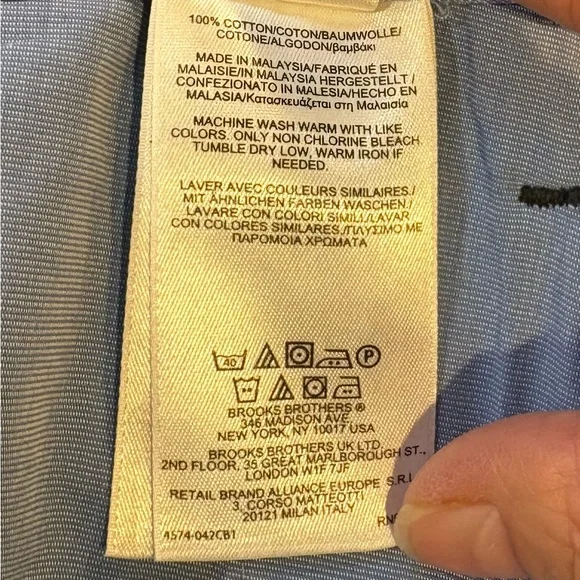 100% COTTON/COTON/BAUMWOLLE/
COTONE/ALGODON/βαμβάκι
MADE IN MALAYSIA/FABRIQUÉ EN
MALAISIE/IN MALAYSIA HERGESTELLT /
CONFEZIONATO IN MALESIA/HECHO EN
MALASIA/Κατασκευάζεται στη Μαλαισία
MACHINE WASH WARM WITH LIKE
COLORS. ONLY NON CHLORINE BLEACH
TUMBLE DRY LOW, WARM IRON IF
NEEDED.
LAVER AVEC COULEURS SIMILAIRES./
MIT ÄHNLICHEN FARBEN WASCHEN./
LAVARE CON COLORI SIMILI./LAVAR
CON COLORES SIMILARES./ΠΛΥΣΙΜΟ ΜΕ
ΠΑΡΟΜΟΙΑ ΧΡΩΜΑΤΑ
40 P
BROOKS BROTHERS ®
346 MADISON AVE
NEW YORK, NY 10017 USA
BROOKS BROTHERS UK LTD.
2ND FLOOR, 35 GREAT MARLBOROUGH ST.,
LONDON W1F 7JF
RETAIL BRAND ALLIANCE EUROPE S.R.L
3, CORSO MATTEOTTI
20121 MILAN ITALY
4574-042CB1